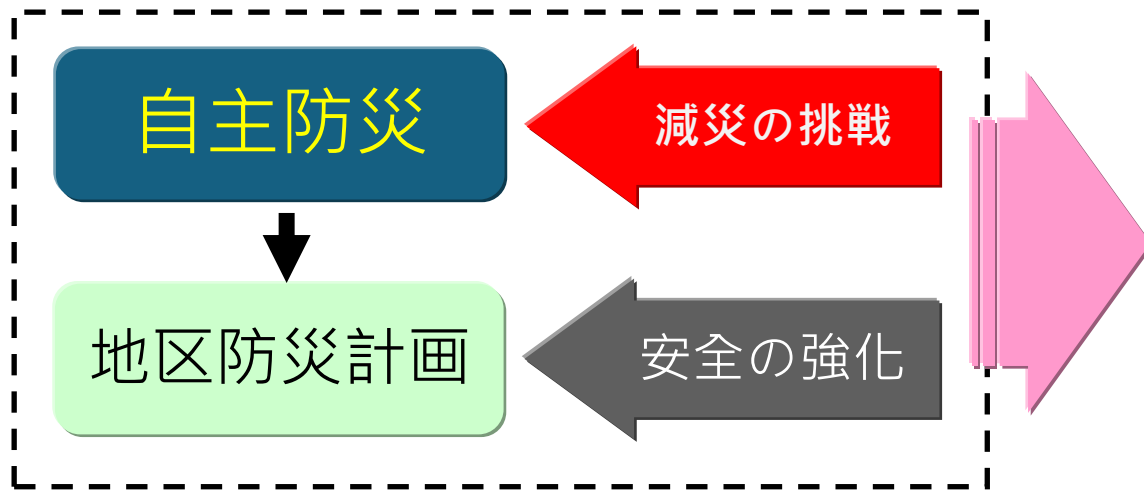 自主防災
減災の挑戦
地区防災計画
安全の強化